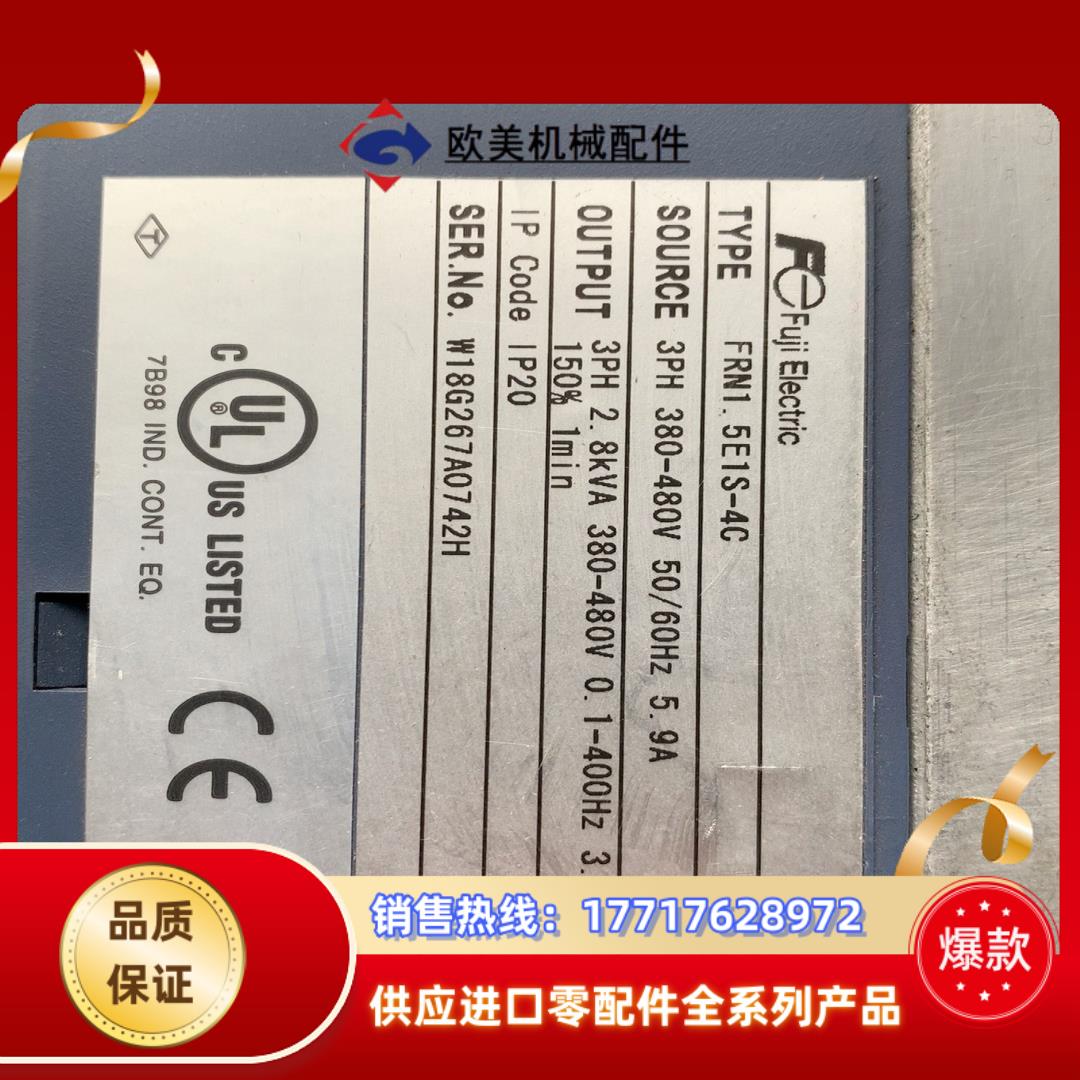 欧美机械配件
Fe Fuji Electric
TYPE FRN1.5E1S-4C
SOURCE 3PH 380-480V 50/60Hz 5.9A
OUTPUT 3PH 2.8kVA 380-480V 0.1-400Hz 3.
150% 1min
IP Code IP20
SER.No. W18G267A0742H
C UL ® US LISTED
7B98 IND. CONT. EQ.
T
CE
品质
保证
销售热线：17717628972
供应进口零配件全系列产品
爆款